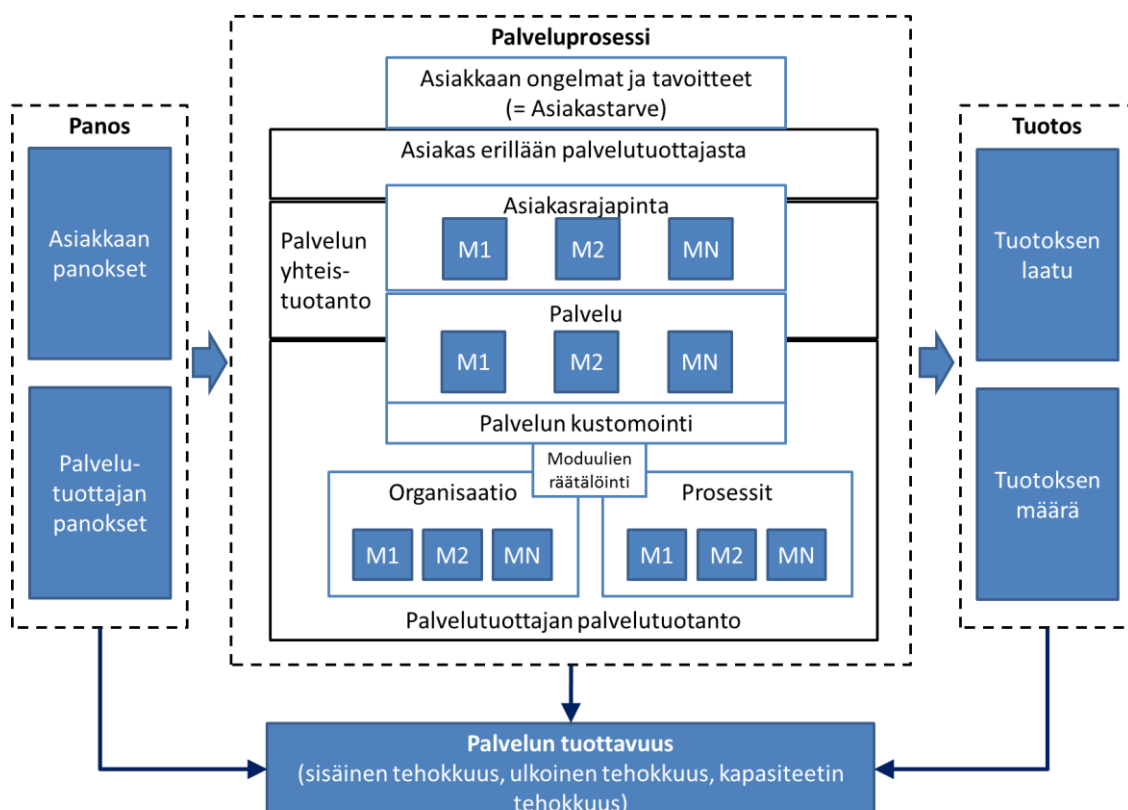 Palveluprosessi
Asiakkaan ongelmat ja tavoitteet
(= Asiakastarve)
Panos
Asiakkaan
panokset
Palvelu-
tuottajan
panokset
Asiakas erillään palvelutuottajasta
Asiakasrajapinta
M1 M2 MN
Palvelun
yhteis-
tuotanto
Palvelu
M1 M2 MN
Palvelun kustomointi
Moduulien
räätälöinti
Organisaatio
M1 M2 MN
Prosessit
M1 M2 MN
Palvelutuottajan palvelutuotanto
Tuotos
Tuotoksen
laatu
Tuotoksen
määrä
Palvelun tuottavuus
(sisäinen tehokkuus, ulkoinen tehokkuus, kapasiteetin
tehokkuus)